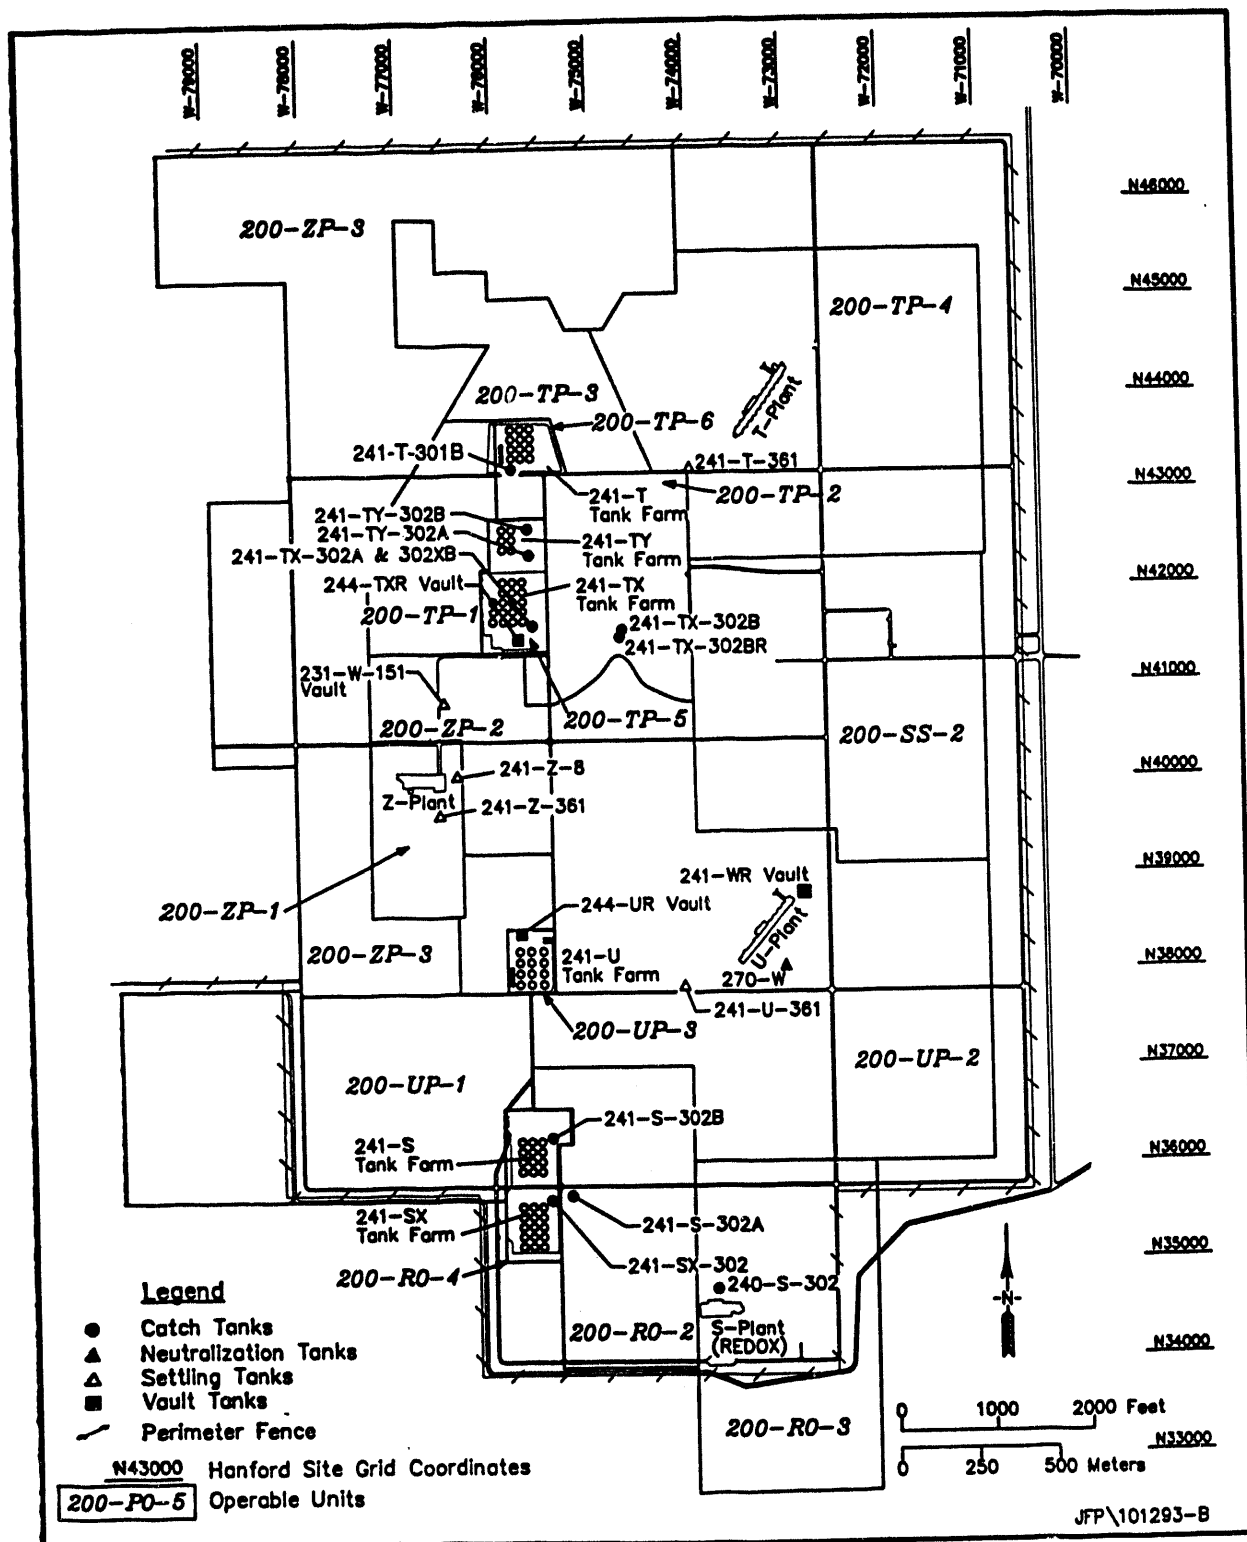 W-79000
W-78000
W-77000
W-76000
W-75000
W-74000
W-73000
W-72000
W-71000
W-70000
N46000
200-ZP-3
N45000
200-TP-4
N44000
200-TP-3
T-Plant
200-TP-6
241-T-301B
241-T-361
N43000
241-T
Tank Farm
200-TP-2
241-TY-302B
241-TY-302A
241-TX-302A & 302XB
241-TY
Tank Farm
N42000
244-TXR Vault
241-TX
Tank Farm
200-TP-1
241-TX-302B
241-TX-302BR
N41000
231-W-151
Vault
200-TP-5
200-ZP-2
200-SS-2
N40000
241-Z-8
Z-Plant
241-Z-361
N39000
241-WR Vault
200-ZP-1
244-UR Vault
U-Plant
200-ZP-3
241-U
Tank Farm
N38000
270-W
241-U-361
200-UP-3
N37000
200-UP-2
200-UP-1
241-S-302B
241-S
Tank Farm
N36000
241-SX
Tank Farm
241-S-302A
N35000
241-SX-302
200-RO-4
240-S-302
-N-
Legend
Catch Tanks
Neutralization Tanks
Settling Tanks
Vault Tanks
Perimeter Fence
N43000 Hanford Site Grid Coordinates
200-PO-5 Operable Units
200-RO-2
S-Plant
(REDOX)
N34000
200-RO-3
0 1000 2000 Feet
N33000
0 250 500 Meters
JFP\101293-B